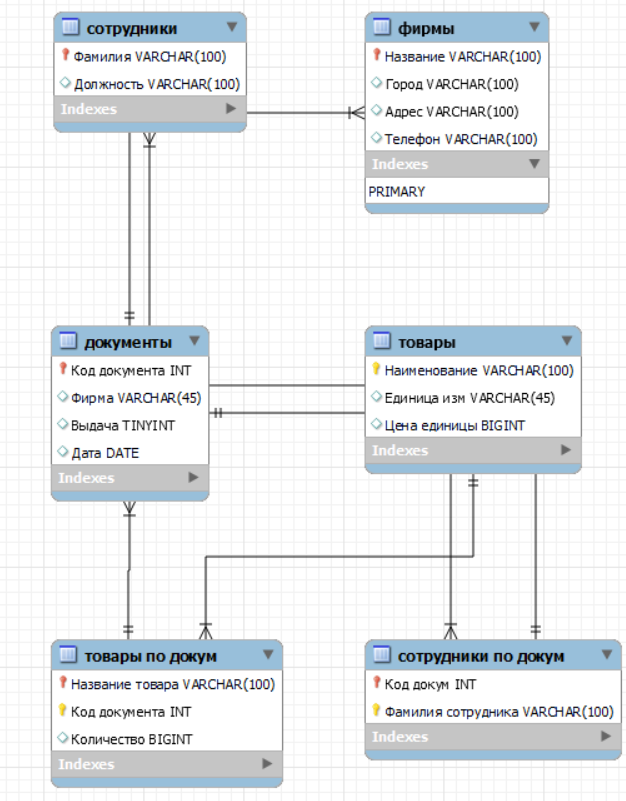 сотрудники
Фамилия VARCHAR(100)
Должность VARCHAR(100)
Indexes
фирмы
Название VARCHAR(100)
Город VARCHAR(100)
Адрес VARCHAR(100)
Телефон VARCHAR(100)
Indexes
PRIMARY
документы
Код документа INT
Фирма VARCHAR(45)
Выдача TINYINT
Дата DATE
Indexes
товары
Наименование VARCHAR(100)
Единица изм VARCHAR(45)
Цена единицы BIGINT
Indexes
товары по докум
Название товара VARCHAR(100)
Код документа INT
Количество BIGINT
Indexes
сотрудники по докум
Код докум INT
Фамилия сотрудника VARCHAR(100)
Indexes